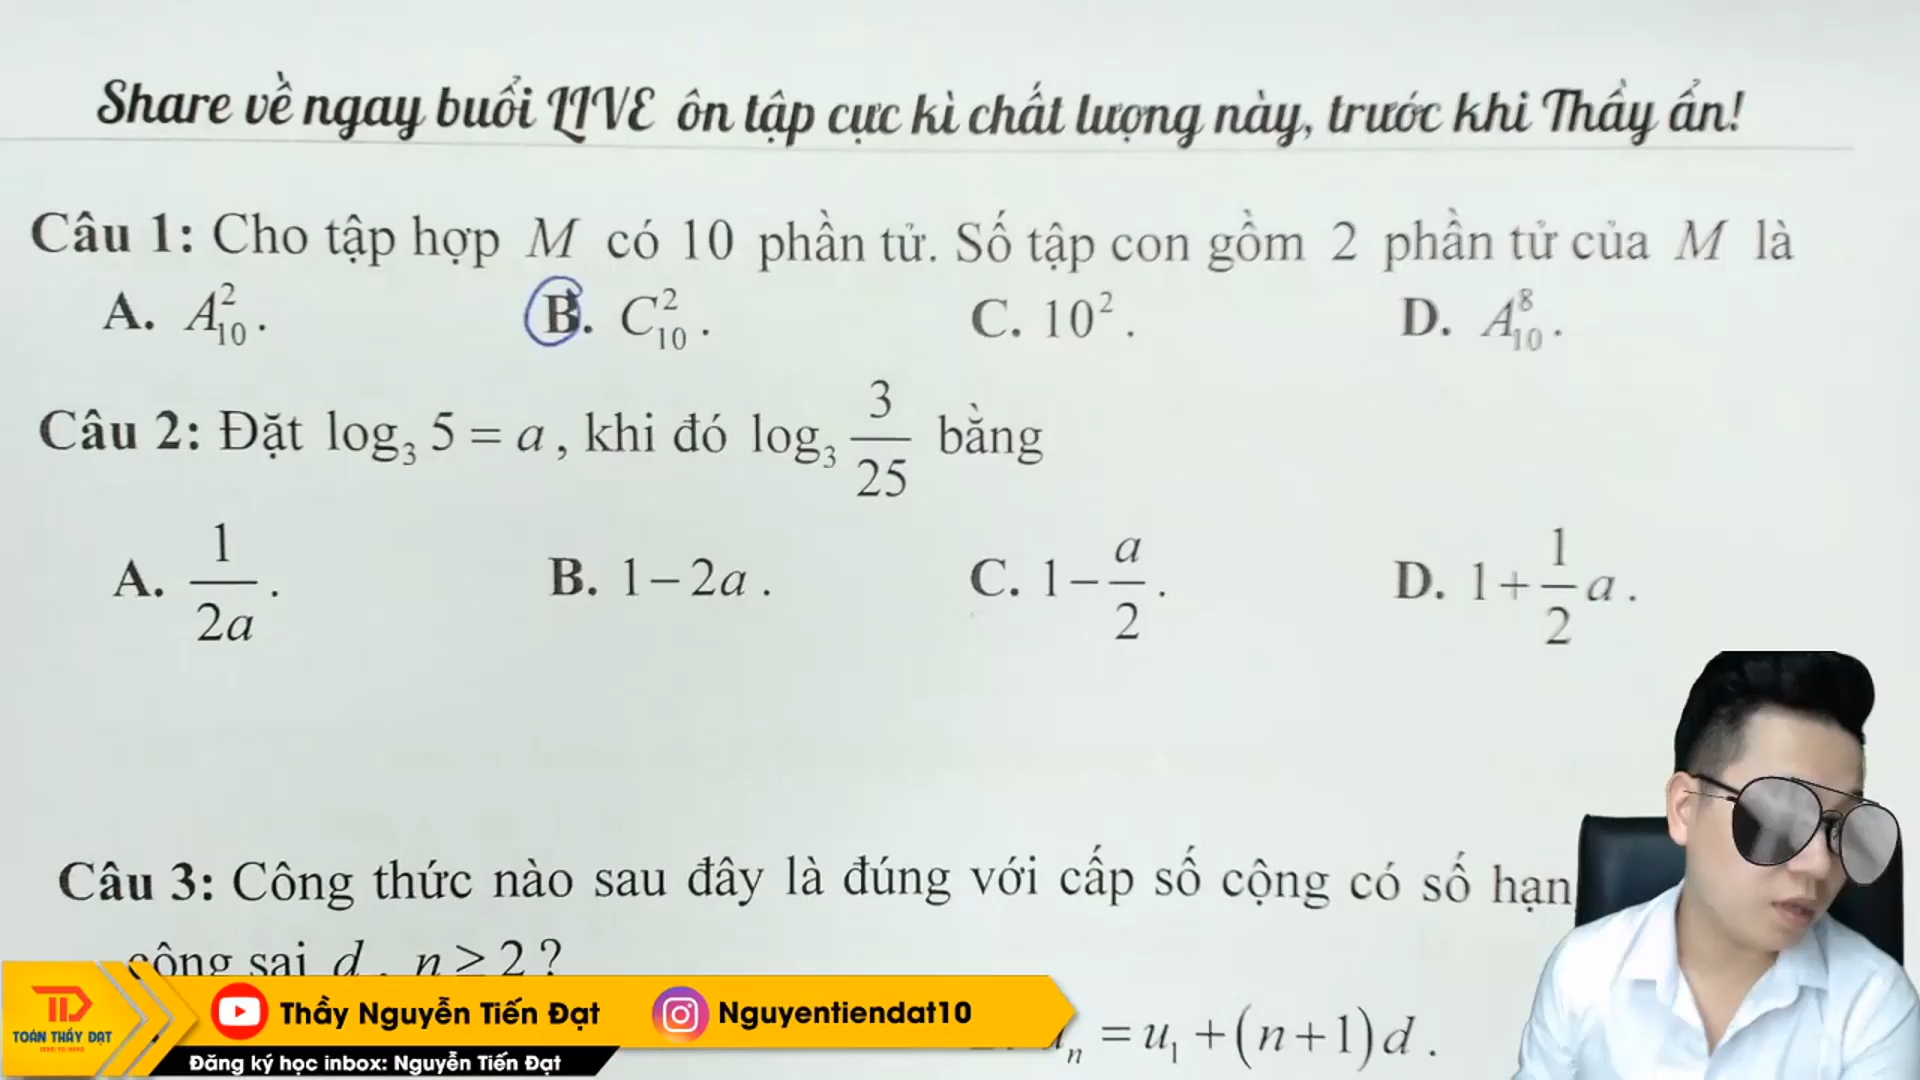 Share về ngay buổi LIVE ôn tập cực kì chất lượng này, trước khi Thầy ẩn!
Câu 1: Cho tập hợp M có 10 phần tử. Số tập con gồm 2 phần tử của M là
A. A₁₀². B. C₁₀². C. 10². D. A₁₀⁸.
Câu 2: Đặt log₃ 5 = a, khi đó log₃ 3/25 bằng
A. 1/2a. B. 1 − 2a. C. 1 − a/2. D. 1 + 1/2 a.
Câu 3: Công thức nào sau đây là đúng với cấp số cộng có số hạn
công sai d, n ≥ 2 ?
n = u₁ + (n + 1)d.
TD
TOÁN THẦY ĐẠT
Thầy Nguyễn Tiến Đạt
Nguyentiendat10
Đăng ký học inbox: Nguyễn Tiến Đạt